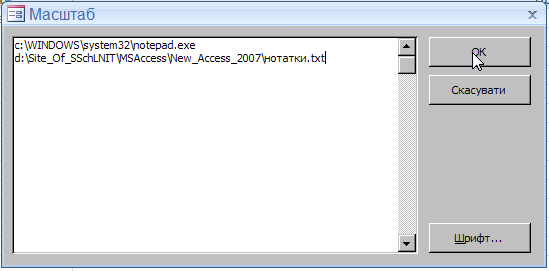 Масштаб
c:\WINDOWS\system32\notepad.exe
d:\Site_Of_SSchLNIT\MSAccess\New_Access_2007\нотатки.txt
ОК
Скасувати
Шрифт...